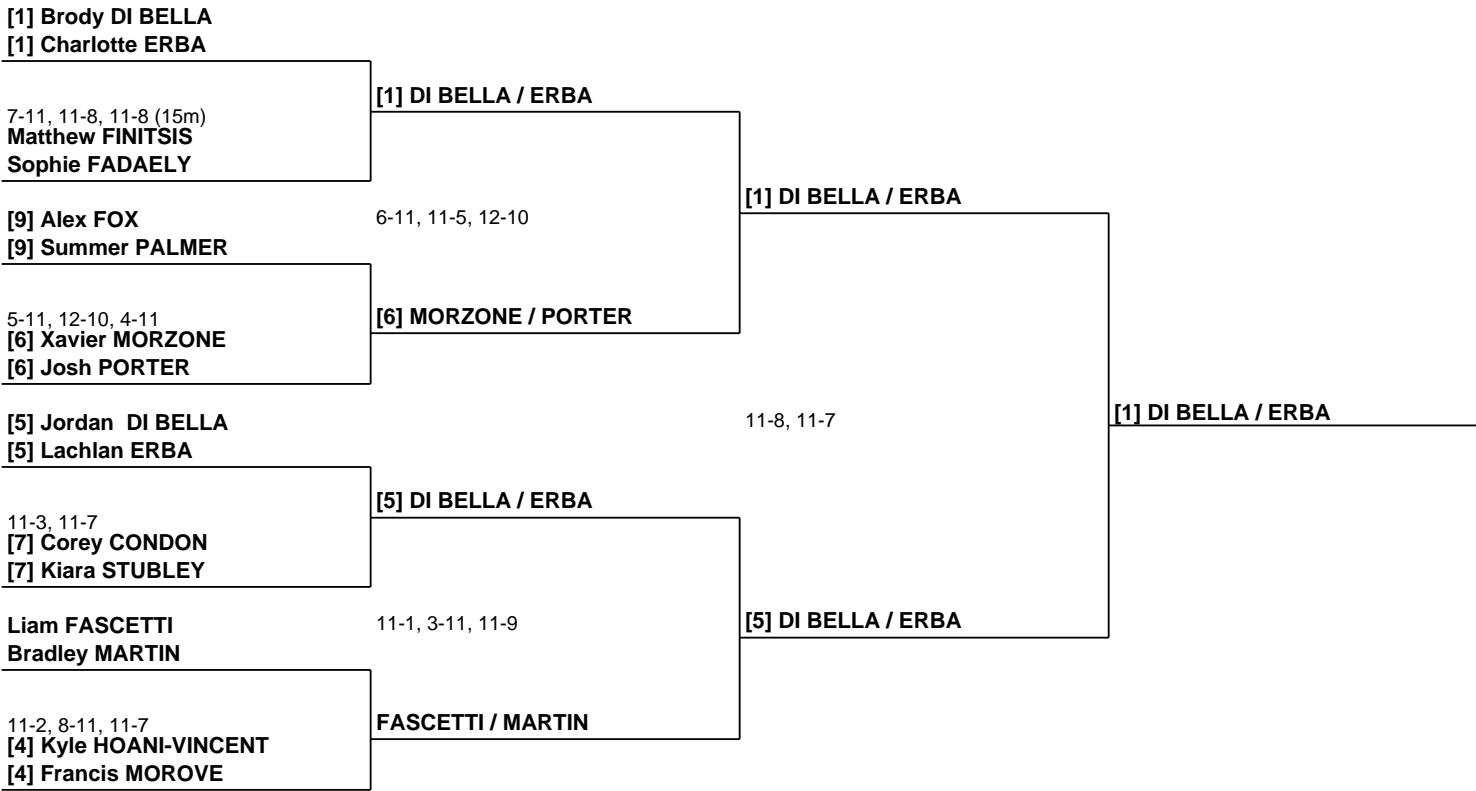 [1] Brody DI BELLA
[1] Charlotte ERBA
[1] DI BELLA / ERBA
7-11, 11-8, 11-8 (15m)
Matthew FINITSIS
Sophie FADAELY
[1] DI BELLA / ERBA
[9] Alex FOX
6-11, 11-5, 12-10
[9] Summer PALMER
[6] MORZONE / PORTER
5-11, 12-10, 4-11
[6] Xavier MORZONE
[6] Josh PORTER
[1] DI BELLA / ERBA
[5] Jordan  DI BELLA
11-8, 11-7
[5] Lachlan ERBA
[5] DI BELLA / ERBA
11-3, 11-7
[7] Corey CONDON
[7] Kiara STUBLEY
[5] DI BELLA / ERBA
Liam FASCETTI
11-1, 3-11, 11-9
Bradley MARTIN
FASCETTI / MARTIN
11-2, 8-11, 11-7
[4] Kyle HOANI-VINCENT
[4] Francis MOROVE